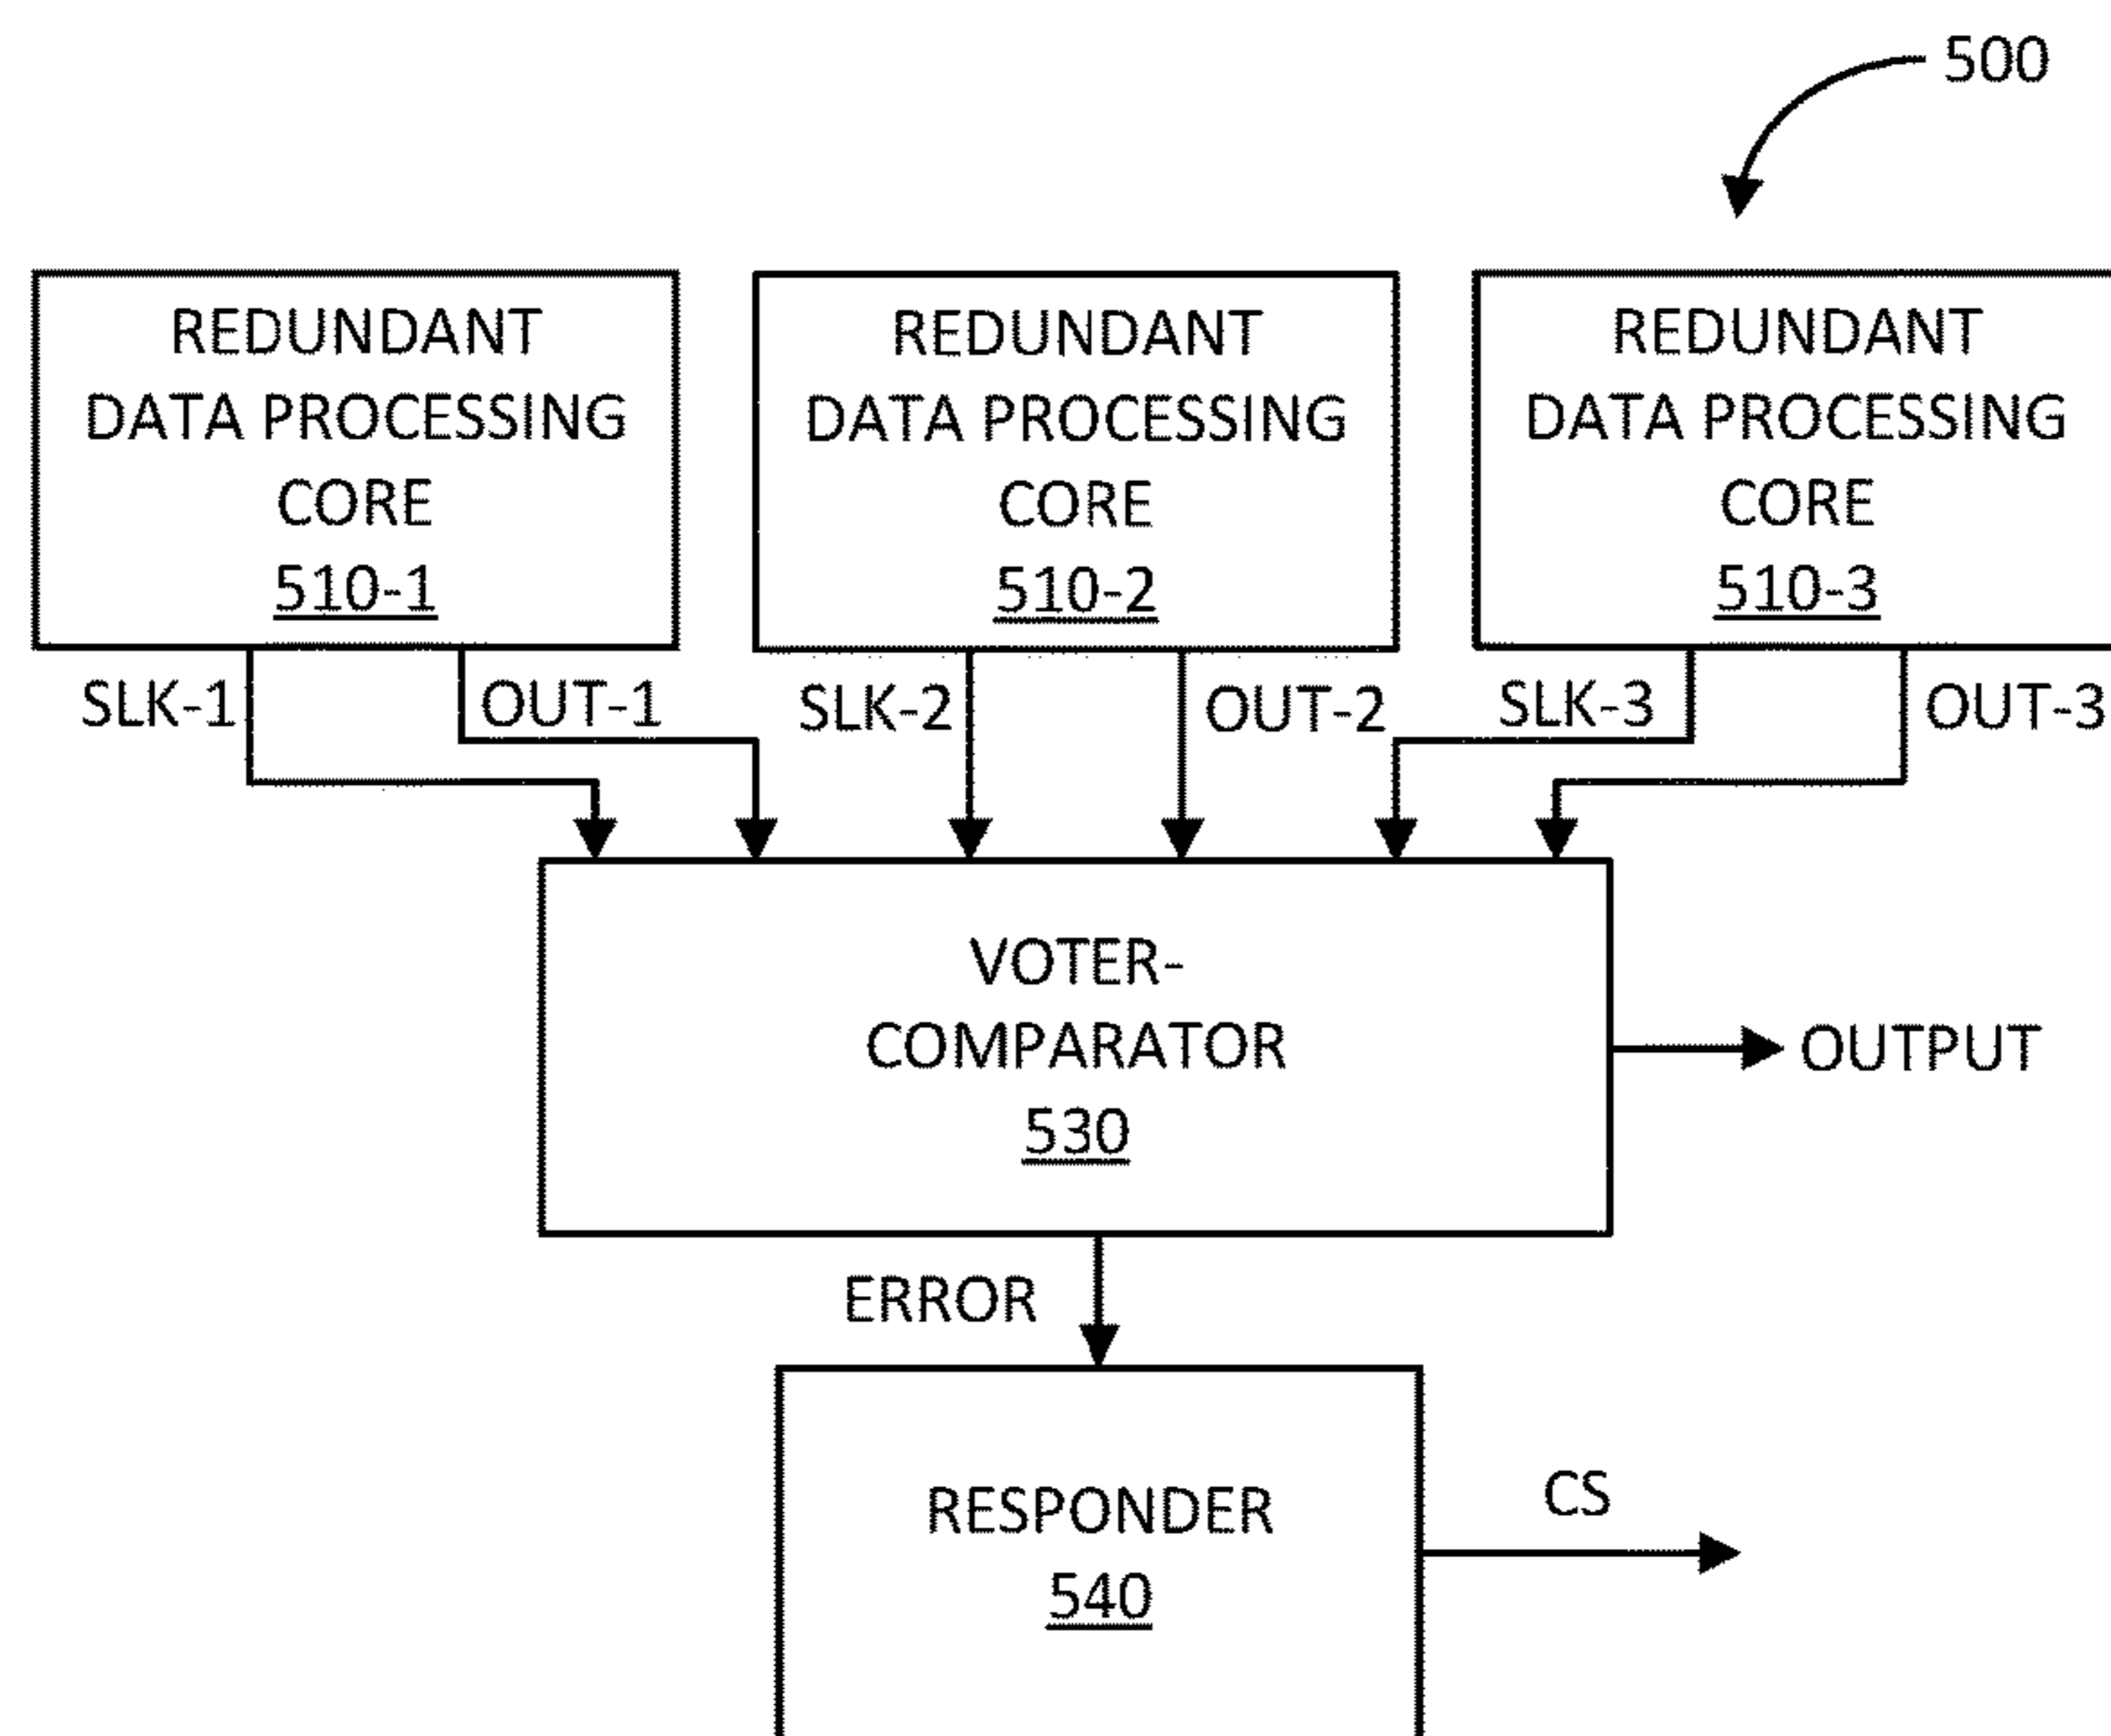 500
REDUNDANT
DATA PROCESSING
CORE
510-1
REDUNDANT
DATA PROCESSING
CORE
510-2
REDUNDANT
DATA PROCESSING
CORE
510-3
SLK-1
OUT-1
SLK-2
OUT-2
SLK-3
OUT-3
VOTER-
COMPARATOR
530
OUTPUT
ERROR
RESPONDER
540
CS